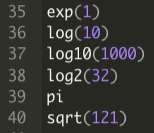 35 exp(1)
36 log(10)
37 log10(1000)
38 log2(32)
39 pi
40 sqrt(121)